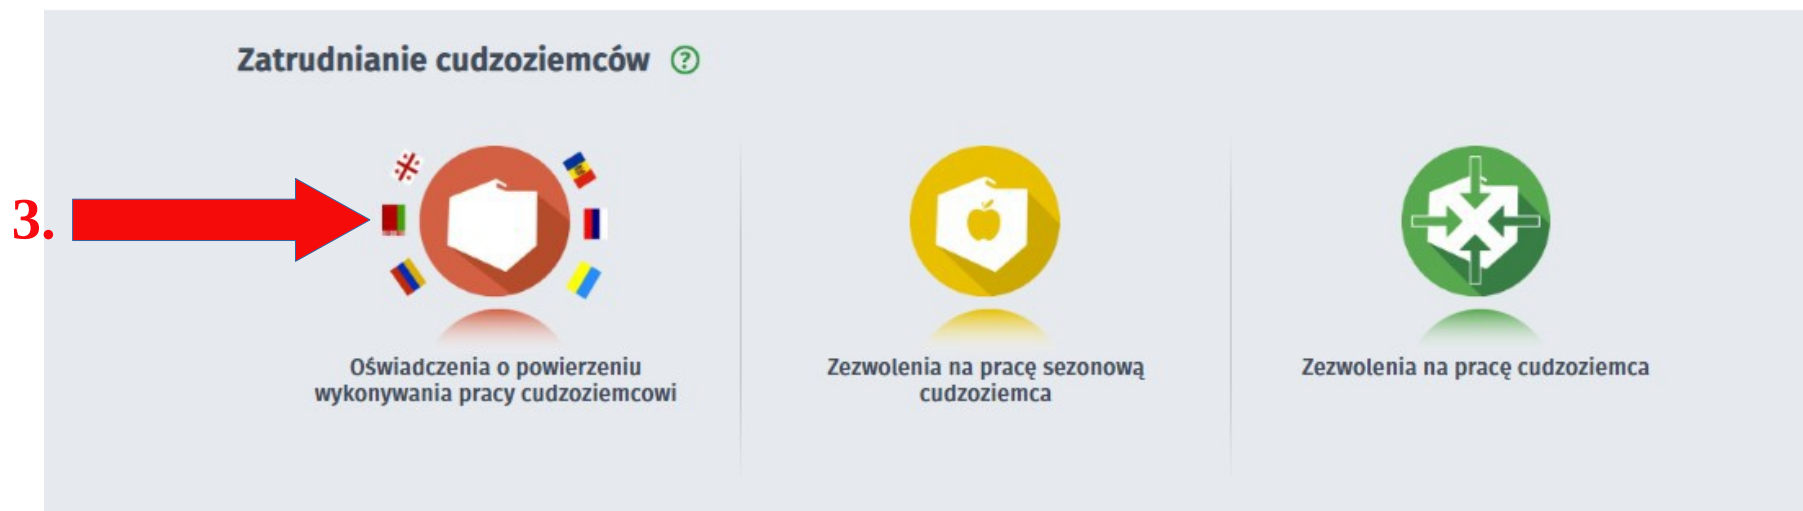 Zatrudnianie cudzoziemców ?
3.
Oświadczenia o powierzeniu
wykonywania pracy cudzoziemcowi
Zezwolenia na pracę sezonową
cudzoziemca
Zezwolenia na pracę cudzoziemca